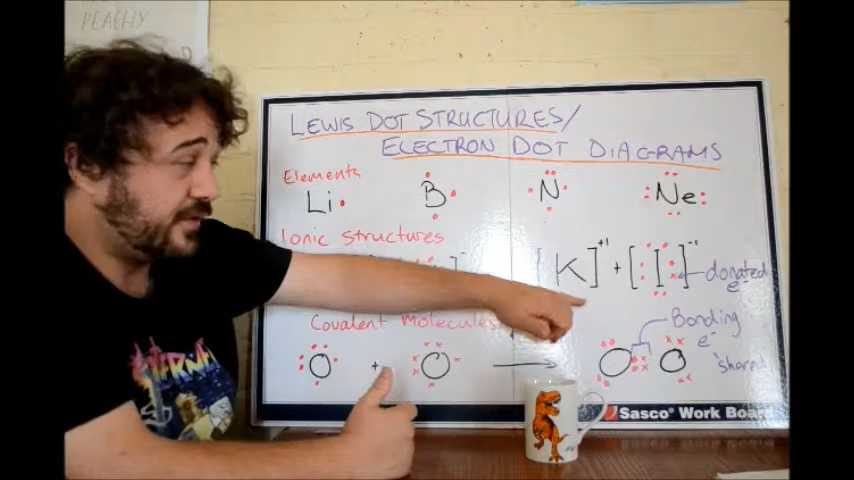 PEACHY
LEWIS DOT STRUCTURES/
ELECTRON DOT DIAGRAMS
Elements
Li B N Ne
Ionic structures
[K]+1 + [I]-1 donated
e-
Covalent Molecules
Bonding
e-
O + O → O O 'shared
Sasco Work Board